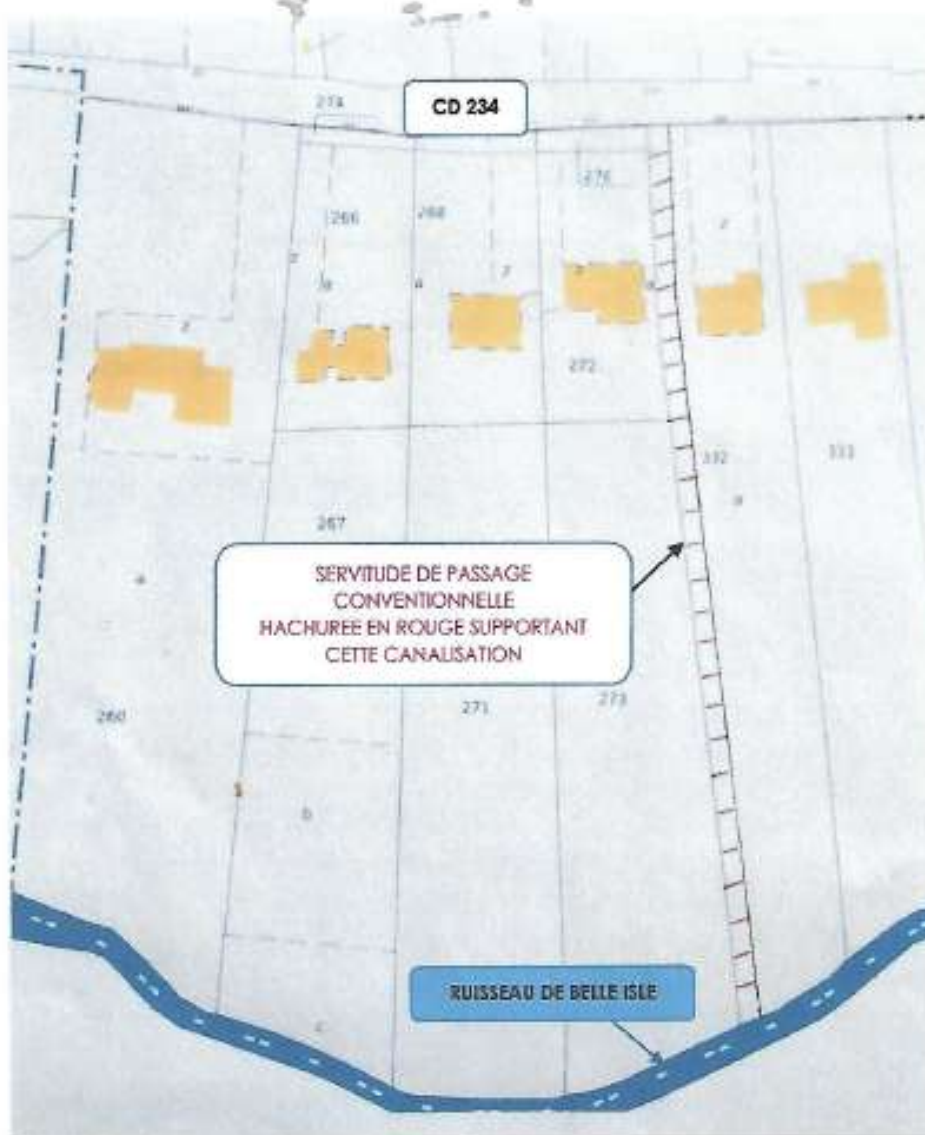 CD 234
274
276
266
268
272
332
333
267
SERVITUDE DE PASSAGE
CONVENTIONNELLE
HACHUREE EN ROUGE SUPPORTANT
CETTE CANALISATION
260
271
273
b
RUISSEAU DE BELLE ISLE
c